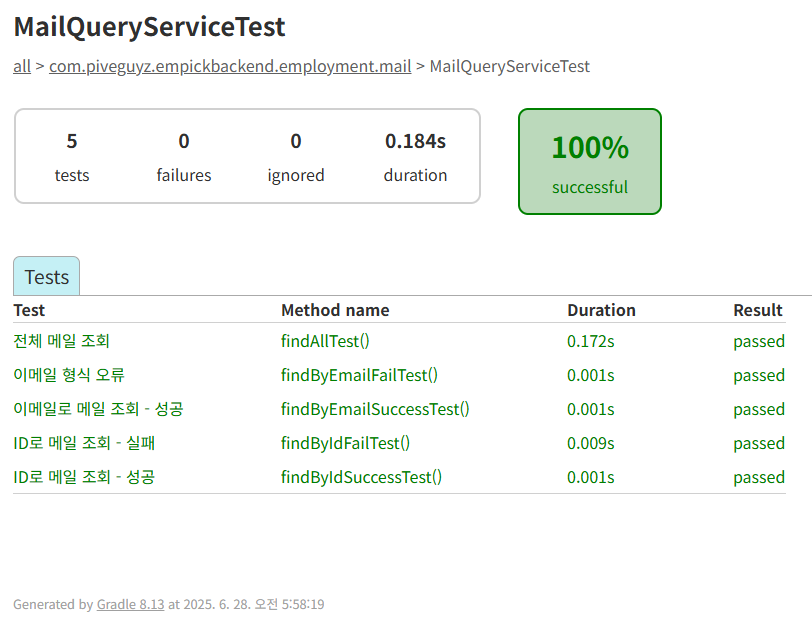 MailQueryServiceTest
all > com.piveguyz.empickbackend.employment.mail > MailQueryServiceTest
5 0 0 0.184s
tests failures ignored duration
100%
successful
Tests
Test Method name Duration Result
전체 메일 조회 findAllTest() 0.172s passed
이메일 형식 오류 findByEmailFailTest() 0.001s passed
이메일로 메일 조회 - 성공 findByEmailSuccessTest() 0.001s passed
ID로 메일 조회 - 실패 findByIdFailTest() 0.009s passed
ID로 메일 조회 - 성공 findByIdSuccessTest() 0.001s passed
Generated by Gradle 8.13 at 2025. 6. 28. 오전 5:58:19